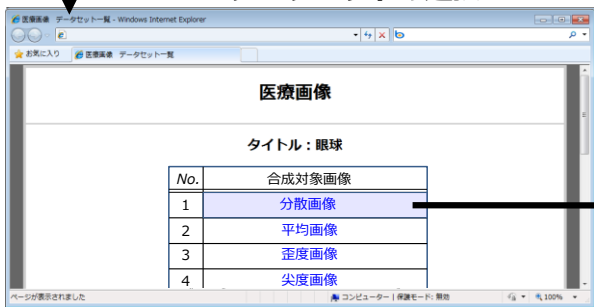 医療画像 データセット一覧 - Windows Internet Explorer
お気に入り 医療画像 データセット一覧
医療画像
タイトル：眼球
No. 合成対象画像
1 分散画像
2 平均画像
3 歪度画像
4 尖度画像
ページが表示されました コンピューター | 保護モード: 無効 100%